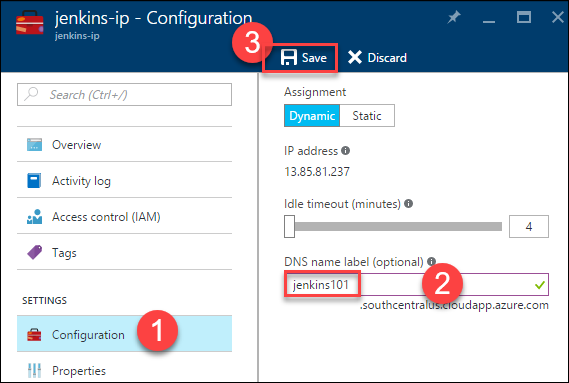 jenkins-ip - Configuration
jenkins-ip
3
Save
Discard
Search (Ctrl+/)
Overview
Activity log
Access control (IAM)
Tags
SETTINGS
1
Configuration
Properties
Assignment
Dynamic
Static
IP address
13.85.81.237
Idle timeout (minutes)
4
DNS name label (optional)
jenkins101
2
.southcentralus.cloudapp.azure.com